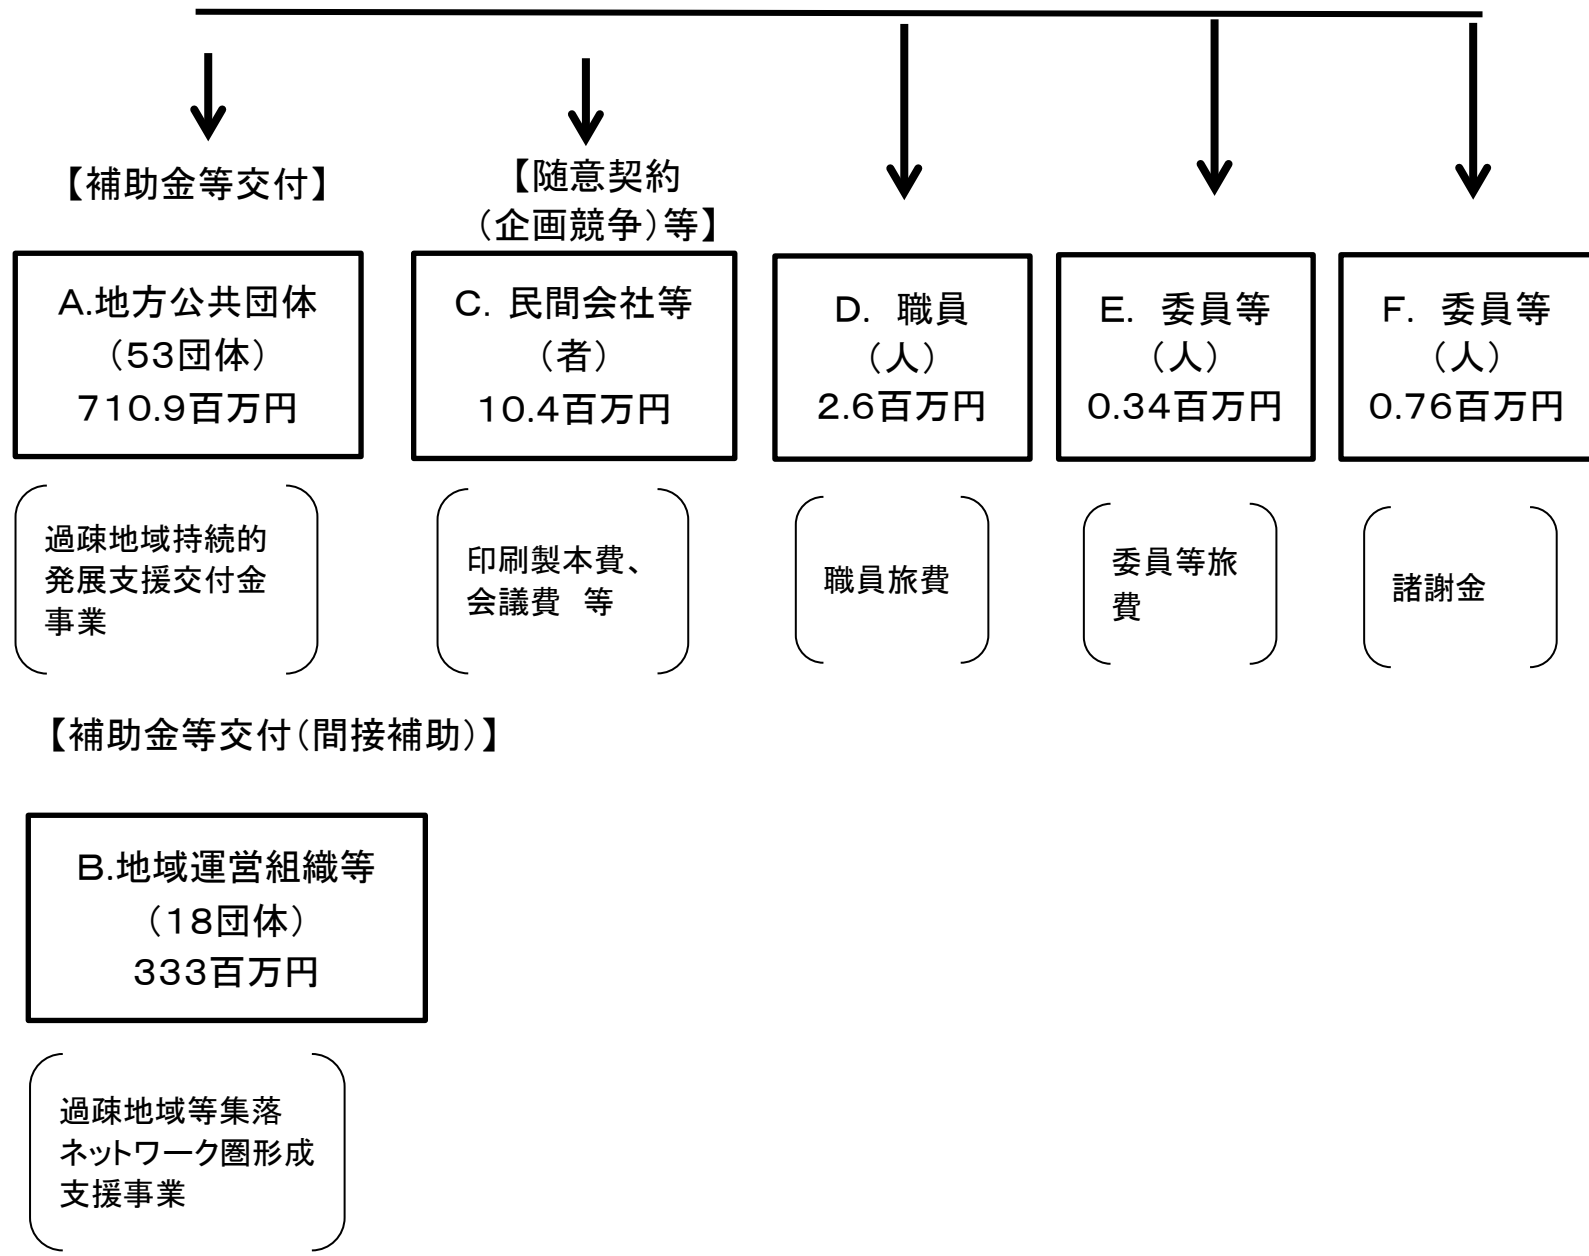 【補助金等交付】
【随意契約
（企画競争）等】
A.地方公共団体
（53団体）
710.9百万円
C. 民間会社等
（者）
10.4百万円
D. 職員
（人）
2.6百万円
E. 委員等
（人）
0.34百万円
F. 委員等
（人）
0.76百万円
過疎地域持続的
発展支援交付金
事業
印刷製本費、
会議費 等
職員旅費
委員等旅
費
諸謝金
【補助金等交付（間接補助）】
B.地域運営組織等
（18団体）
333百万円
過疎地域等集落
ネットワーク圏形成
支援事業